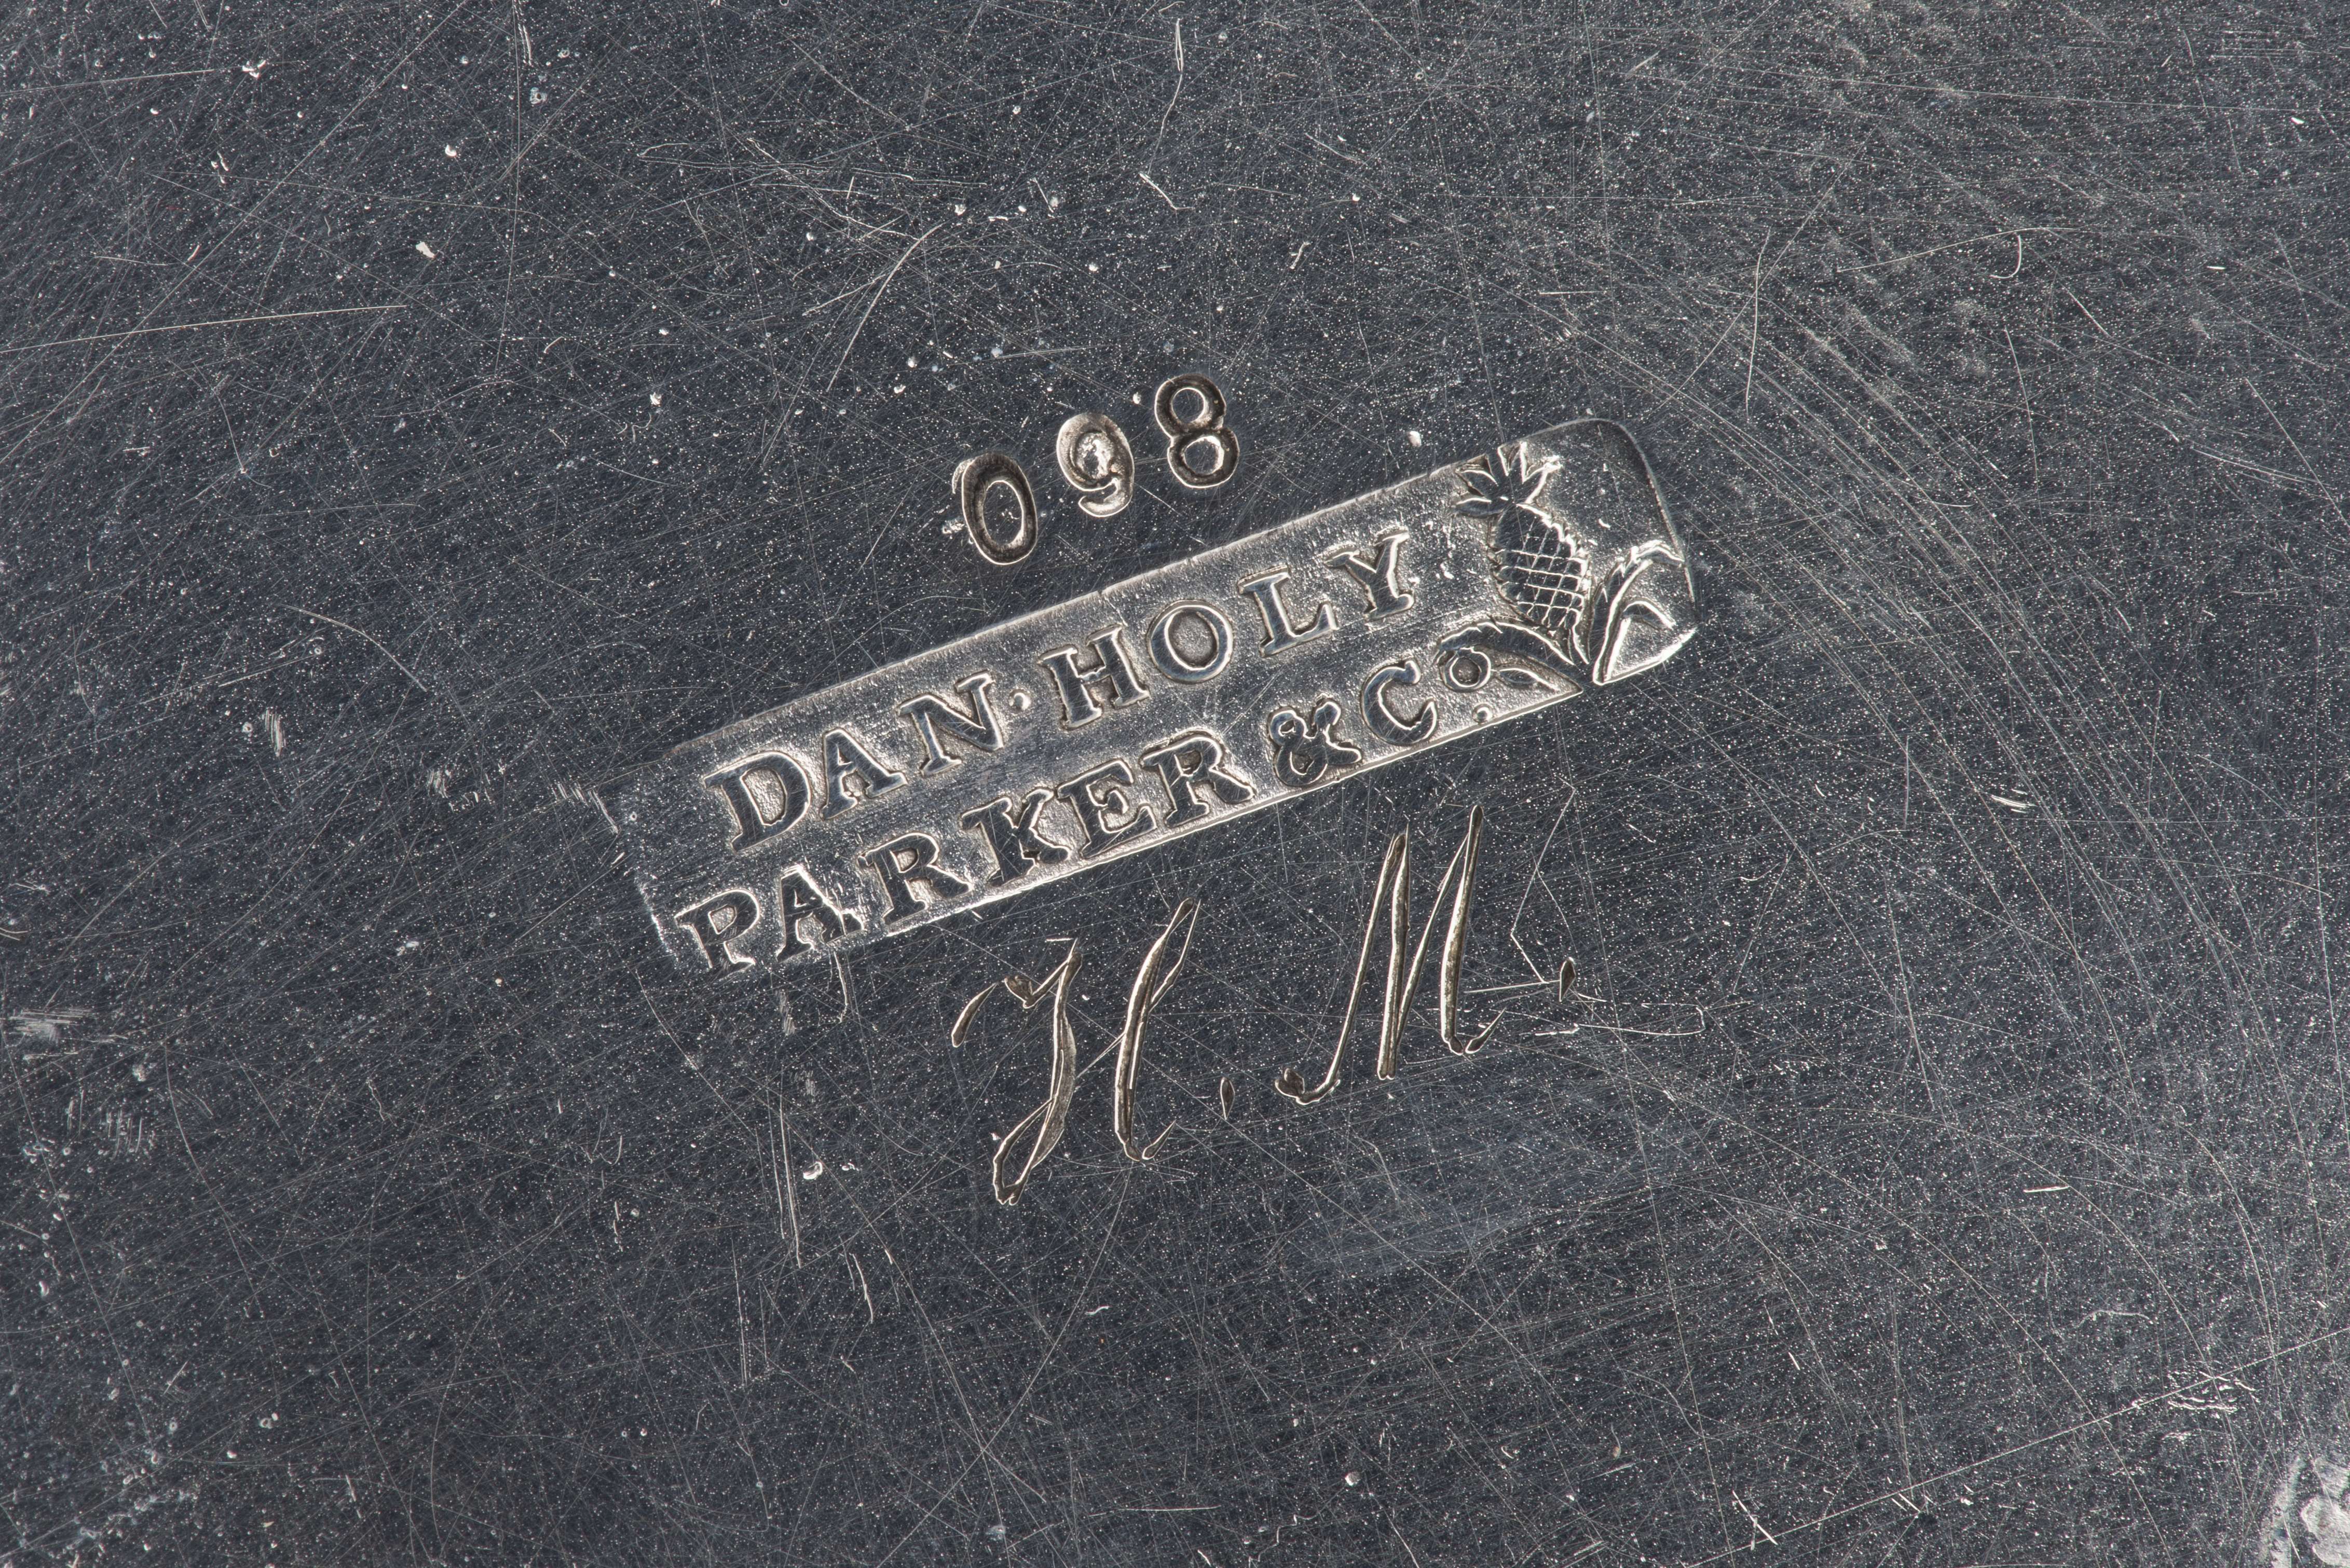 098
DAN·HOLY
PARKER & Cº
H. M.